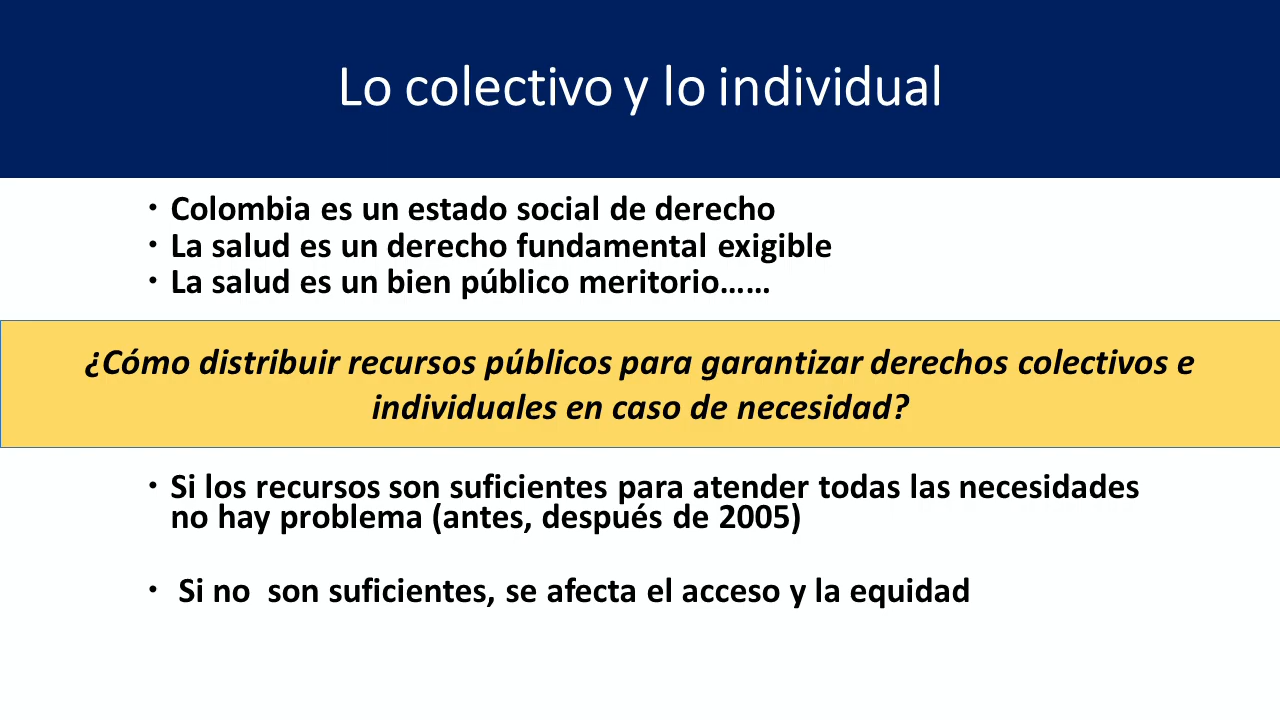 Lo colectivo y lo individual
• Colombia es un estado social de derecho
• La salud es un derecho fundamental exigible
• La salud es un bien público meritorio……
¿Cómo distribuir recursos públicos para garantizar derechos colectivos e
individuales en caso de necesidad?
• Si los recursos son suficientes para atender todas las necesidades
no hay problema (antes, después de 2005)
• Si no  son suficientes, se afecta el acceso y la equidad